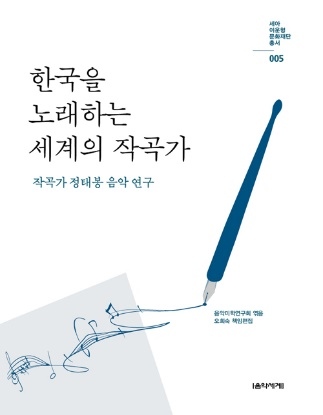 세아
이운형
문화재단
총서
005
한국을
노래하는
세계의 작곡가
작곡가 정태봉 음악 연구
음악미학연구회 엮음
오희숙 책임편집
음악세계